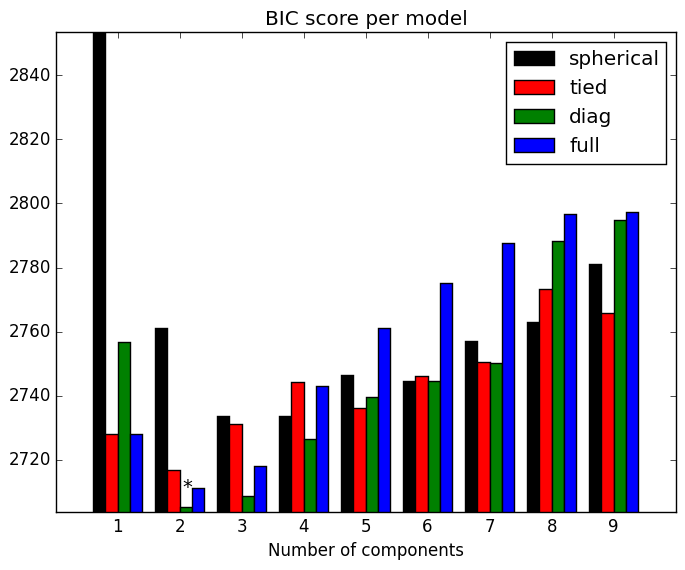 BIC score per model
spherical
tied
diag
full
2840
2820
2800
2780
2760
2740
2720
*
1 2 3 4 5 6 7 8 9
Number of components